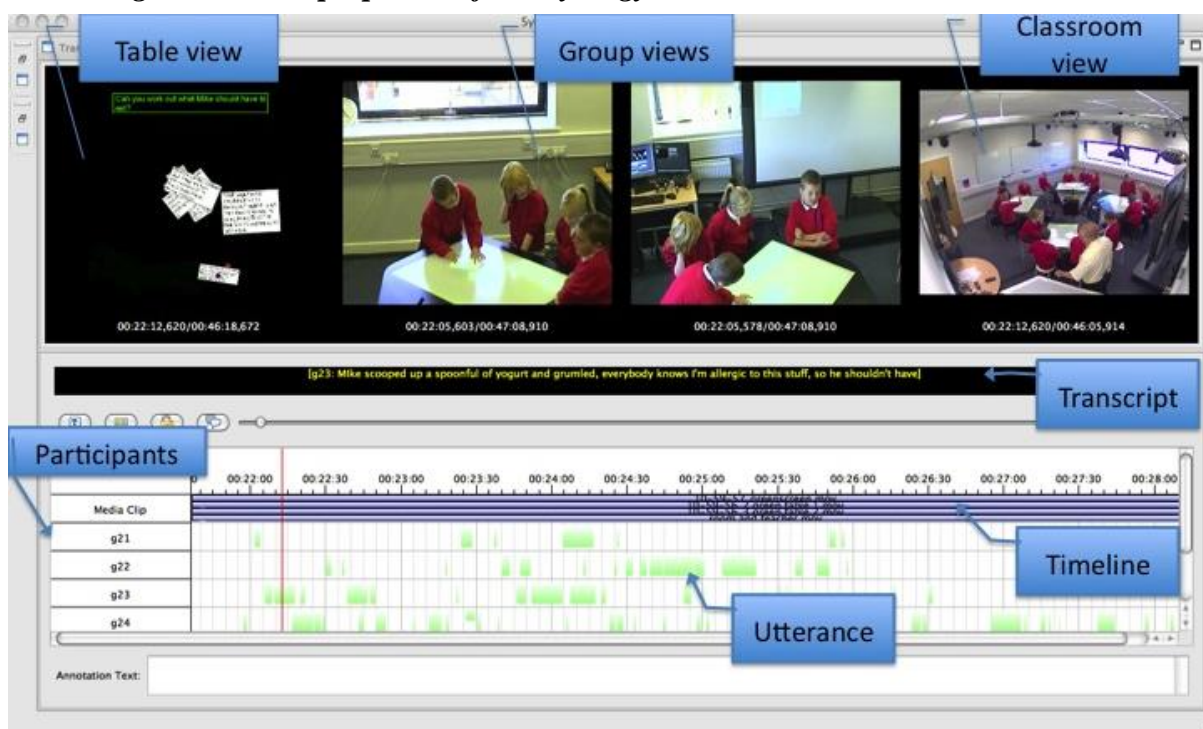 Table view
Group views
Classroom
view
Can you work out what Mike should have to
eat?
00:22:12,620/00:46:18,672
00:22:05,603/00:47:08,910
00:22:05,578/00:47:08,910
00:22:12,620/00:46:05,914
[g23: MIke scooped up a spoonful of yogurt and grumled, everybody knows I'm allergic to this stuff, so he shouldn't have]
Transcript
Participants
00:22:00 00:22:30 00:23:00 00:23:30 00:24:00 00:24:30 00:25:00 00:25:30 00:26:00 00:26:30 00:27:00 00:27:30 00:28:00
Media Clip
room and teacher.mov
g21
g22
g23
g24
Timeline
Utterance
Annotation Text: